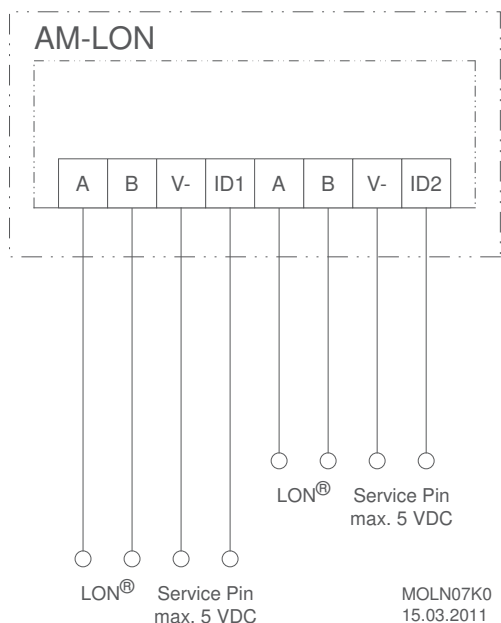 AM-LON
A B V- ID1 A B V- ID2
LON® Service Pin
max. 5 VDC
LON® Service Pin
max. 5 VDC
MOLN07K0
15.03.2011